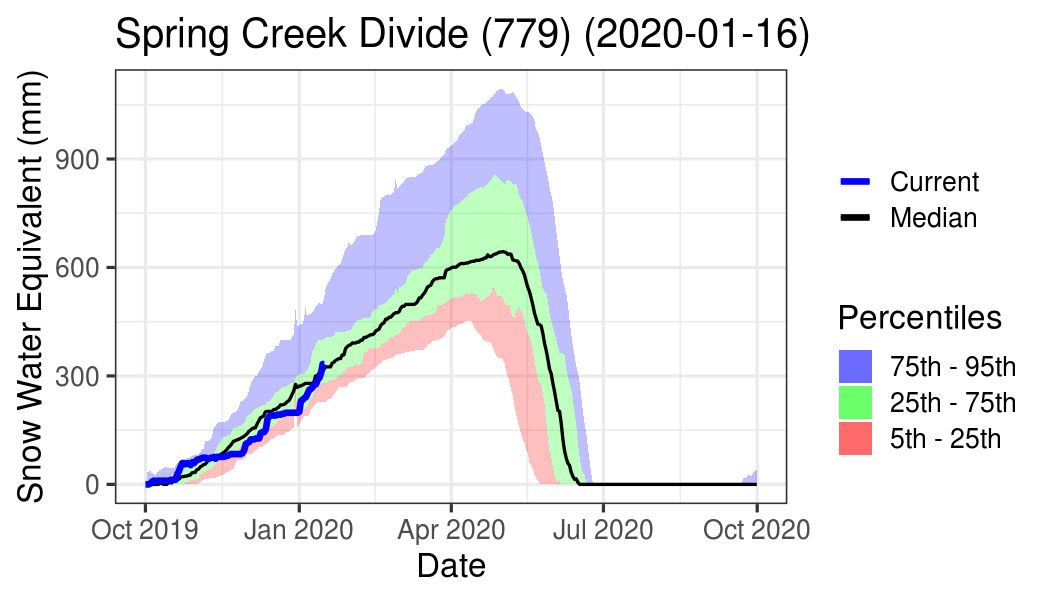 Spring Creek Divide (779) (2020-01-16)
Snow Water Equivalent (mm)
900
600
300
0
Oct 2019
Jan 2020
Apr 2020
Jul 2020
Oct 2020
Date
Current
Median
Percentiles
75th - 95th
25th - 75th
5th - 25th